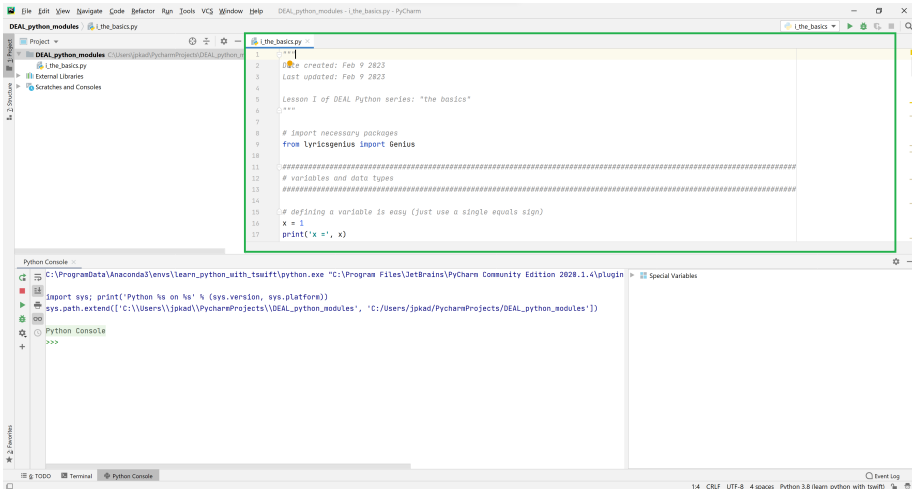 File Edit View Navigate Code Refactor Run Tools VCS Window Help DEAL_python_modules - i_the_basics.py - PyCharm
DEAL_python_modules i_the_basics.py
i_the_basics
1: Project
Project
i_the_basics.py
DEAL_python_modules C:\Users\jpkad\PycharmProjects\DEAL_python_m
i_the_basics.py
External Libraries
Scratches and Consoles
7: Structure
1 """
2 Date created: Feb 9 2023
3 Last updated: Feb 9 2023
4
5 Lesson I of DEAL Python series: "the basics"
6 """
7
8 # import necessary packages
9 from lyricsgenius import Genius
10
11 ########################################################################################################################
12 # variables and data types
13 ########################################################################################################################
14
15 # defining a variable is easy (just use a single equals sign)
16 x = 1
17 print('x =', x)
Python Console
C:\ProgramData\Anaconda3\envs\learn_python_with_tswift\python.exe "C:\Program Files\JetBrains\PyCharm Community Edition 2020.1.4\plugin
import sys; print('Python %s on %s' % (sys.version, sys.platform))
sys.path.extend(['C:\\Users\\jpkad\\PycharmProjects\\DEAL_python_modules', 'C:/Users/jpkad/PycharmProjects/DEAL_python_modules'])
Python Console
>>>
Special Variables
2: Favorites
6: TODO Terminal Python Console Event Log
1:4 CRLF UTF-8 4 spaces Python 3.8 (learn_python_with_tswift)